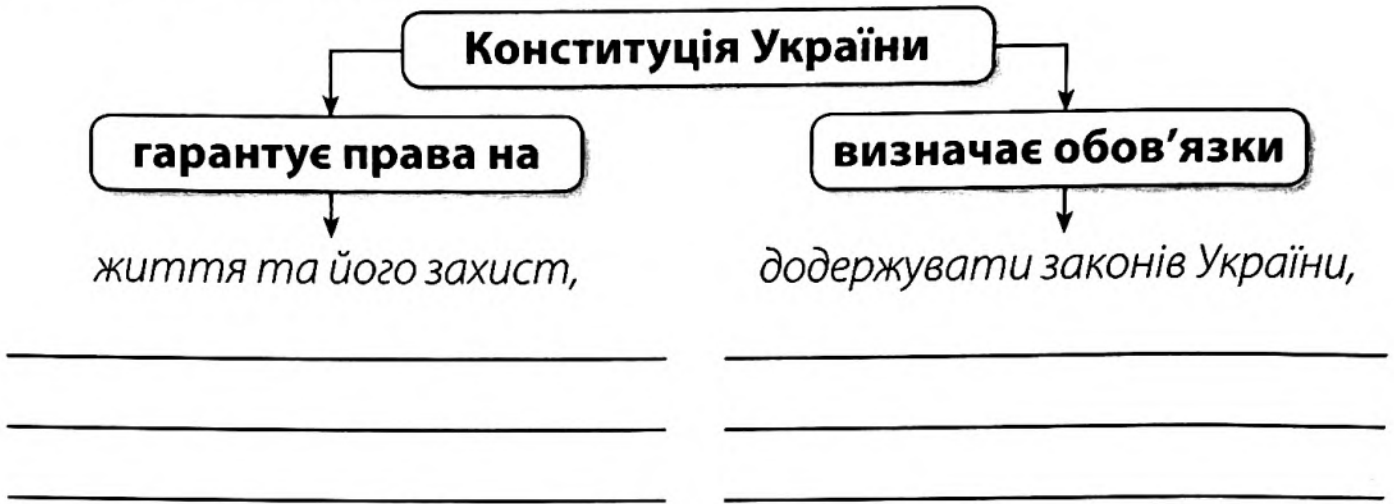 Конституція України
гарантує права на
визначає обов’язки
життя та його захист,
додержувати законів України,